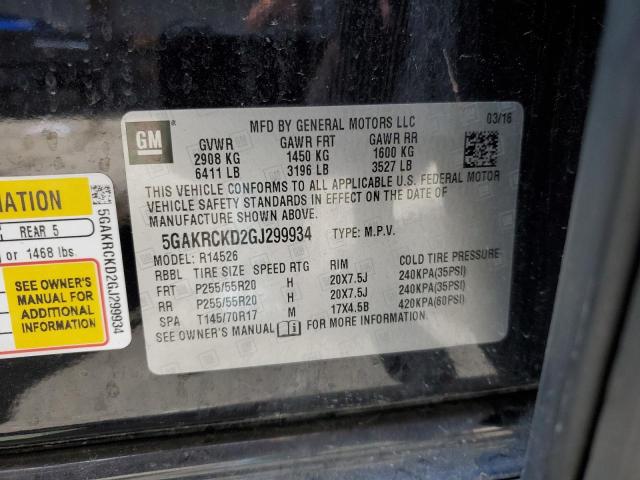 MATION
REAR 5
or 1468 lbs.
SEE OWNER'S
MANUAL FOR
ADDITIONAL
INFORMATION
5GAKRCKD2GJ299934
GM
MFD BY GENERAL MOTORS LLC 03/16
GVWR GAWR FRT GAWR RR
2908 KG 1450 KG 1600 KG
6411 LB 3196 LB 3527 LB
THIS VEHICLE CONFORMS TO ALL APPLICABLE U.S. FEDERAL MOTOR
VEHICLE SAFETY STANDARDS IN EFFECT ON THE DATE OF
MANUFACTURE SHOWN ABOVE.
5GAKRCKD2GJ299934 TYPE: M.P.V.
MODEL: R14526
RBBL TIRE SIZE SPEED RTG RIM COLD TIRE PRESSURE
FRT P255/55R20 H 20X7.5J 240KPA(35PSI)
RR P255/55R20 H 20X7.5J 240KPA(35PSI)
SPA T145/70R17 M 17X4.5B 420KPA(60PSI)
SEE OWNER'S MANUAL FOR MORE INFORMATION.